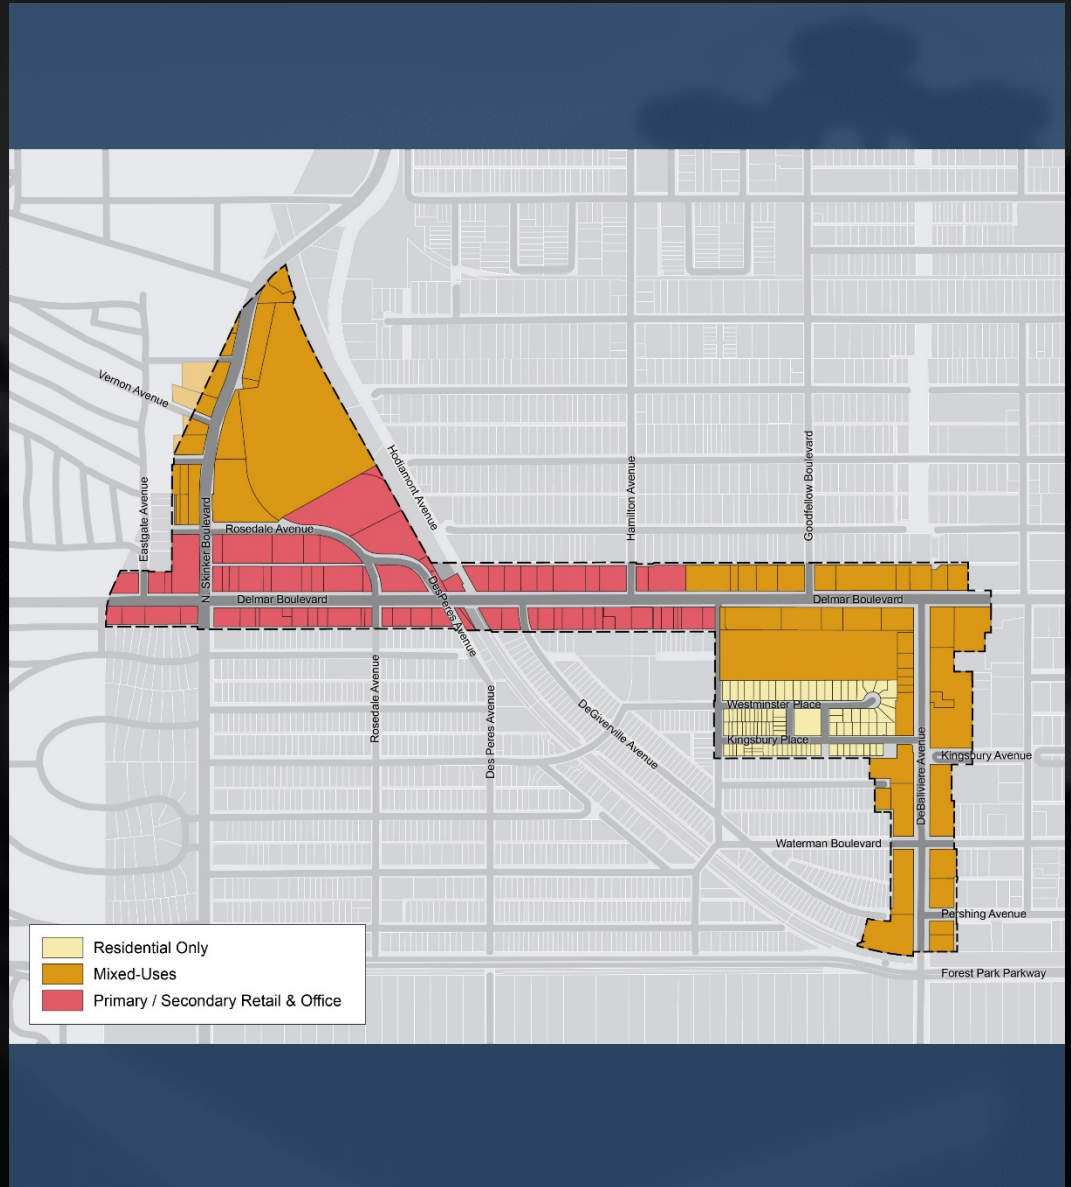 Vernon Avenue
Eastgate Avenue
N. Skinker Boulevard
Hodiamont Avenue
Hamilton Avenue
Goodfellow Boulevard
Rosedale Avenue
Delmar Boulevard
DesPeres Avenue
Delmar Boulevard
Rosedale Avenue
Des Peres Avenue
DeGiverville Avenue
Westminster Place
Kingsbury Place
DeBaliviere Avenue
Kingsbury Avenue
Waterman Boulevard
Pershing Avenue
Forest Park Parkway
Residential Only
Mixed-Uses
Primary / Secondary Retail & Office